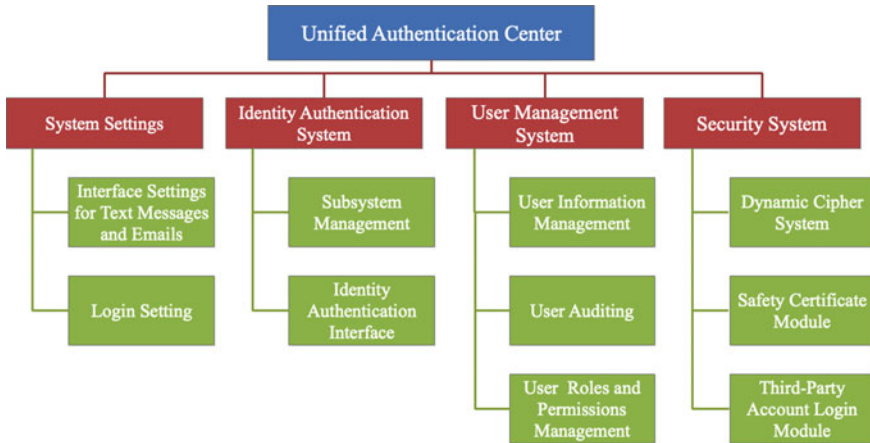 Unified Authentication Center
System Settings
Identity Authentication
System
User Management
System
Security System
Interface Settings
for Text Messages
and Emails
Login Setting
Subsystem
Management
Identity
Authentication
Interface
User Information
Management
User Auditing
User Roles and
Permissions
Management
Dynamic Cipher
System
Safety Certificate
Module
Third-Party
Account Login
Module